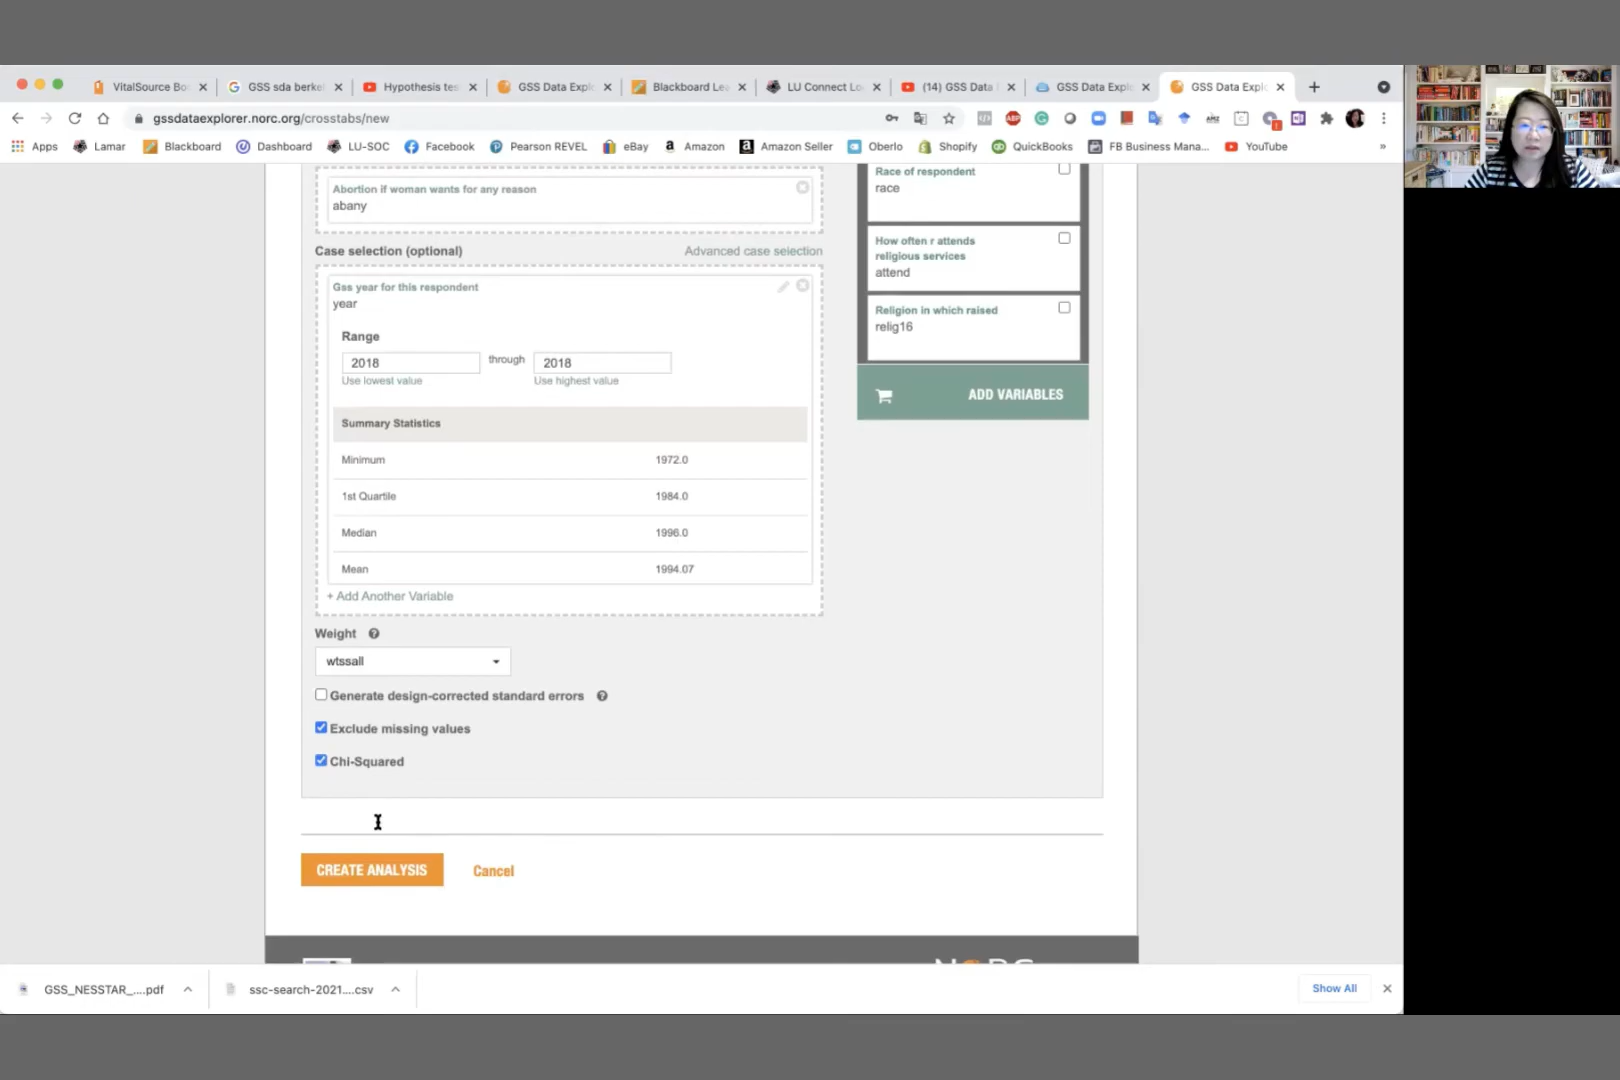 VitalSource Bo
GSS sda berkel
Hypothesis tes
GSS Data Explo
Blackboard Lea
LU Connect Lo
(14) GSS Data
GSS Data Explo
GSS Data Explo
gssdataexplorer.norc.org/crosstabs/new
Apps
Lamar
Blackboard
Dashboard
LU-SOC
Facebook
Pearson REVEL
eBay
Amazon
Amazon Seller
Oberlo
Shopify
QuickBooks
FB Business Mana...
YouTube
»
Abortion if woman wants for any reason
abany
Case selection (optional)
Advanced case selection
Gss year for this respondent
year
Range
2018
through
2018
Use lowest value
Use highest value
Summary Statistics
Minimum 1972.0
1st Quartile 1984.0
Median 1996.0
Mean 1994.07
+ Add Another Variable
Weight
wtssall
Generate design-corrected standard errors
Exclude missing values
Chi-Squared
CREATE ANALYSIS
Cancel
Race of respondent
race
How often r attends
religious services
attend
Religion in which raised
relig16
ADD VARIABLES
GSS_NESSTAR_....pdf
ssc-search-2021....csv
Show All